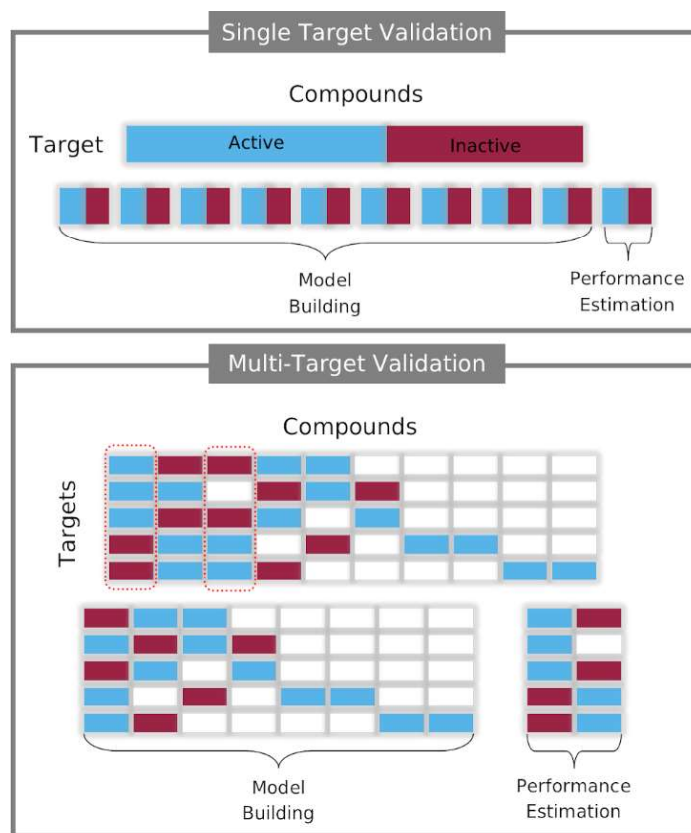 Single Target Validation
Compounds
Target
Active
Inactive
Model
Building
Performance
Estimation
Multi-Target Validation
Compounds
Targets
Model
Building
Performance
Estimation